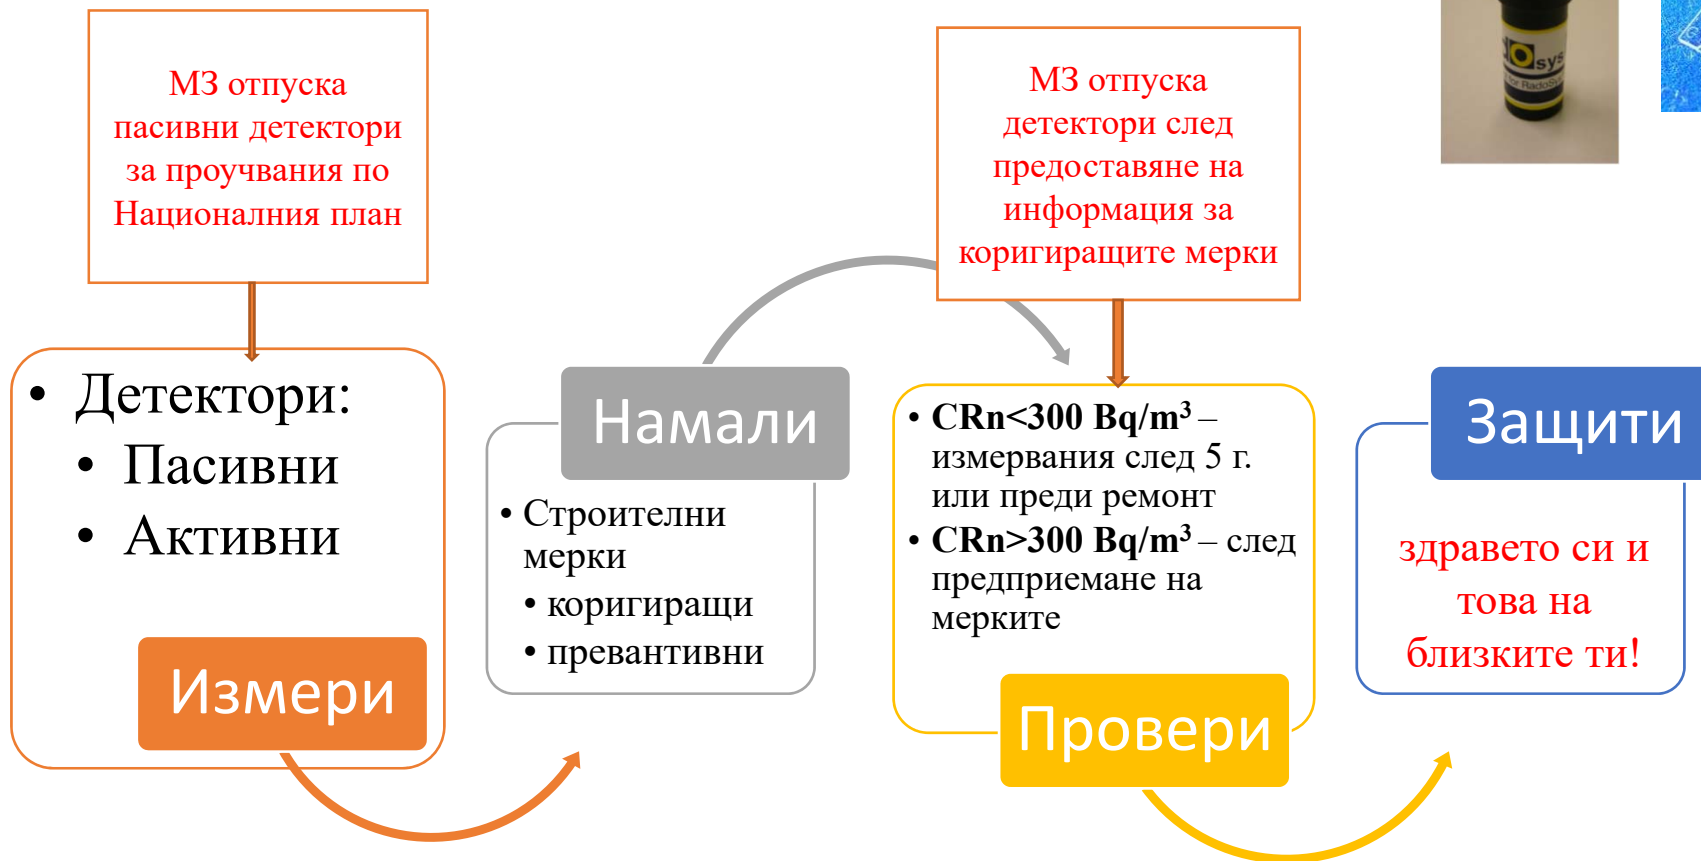 МЗ отпуска
пасивни детектори
за проучвания по
Националния план
• Детектори:
• Пасивни
• Активни
Измери
Намали
• Строителни
мерки
• коригиращи
• превантивни
МЗ отпуска
детектори след
предоставяне на
информация за
коригиращите мерки
• CRn<300 Bq/m³ –
измервания след 5 г.
или преди ремонт
• CRn>300 Bq/m³ – след
предприемане на
мерките
Провери
Защити
здравето си и
това на
близките ти!
for RadoSys